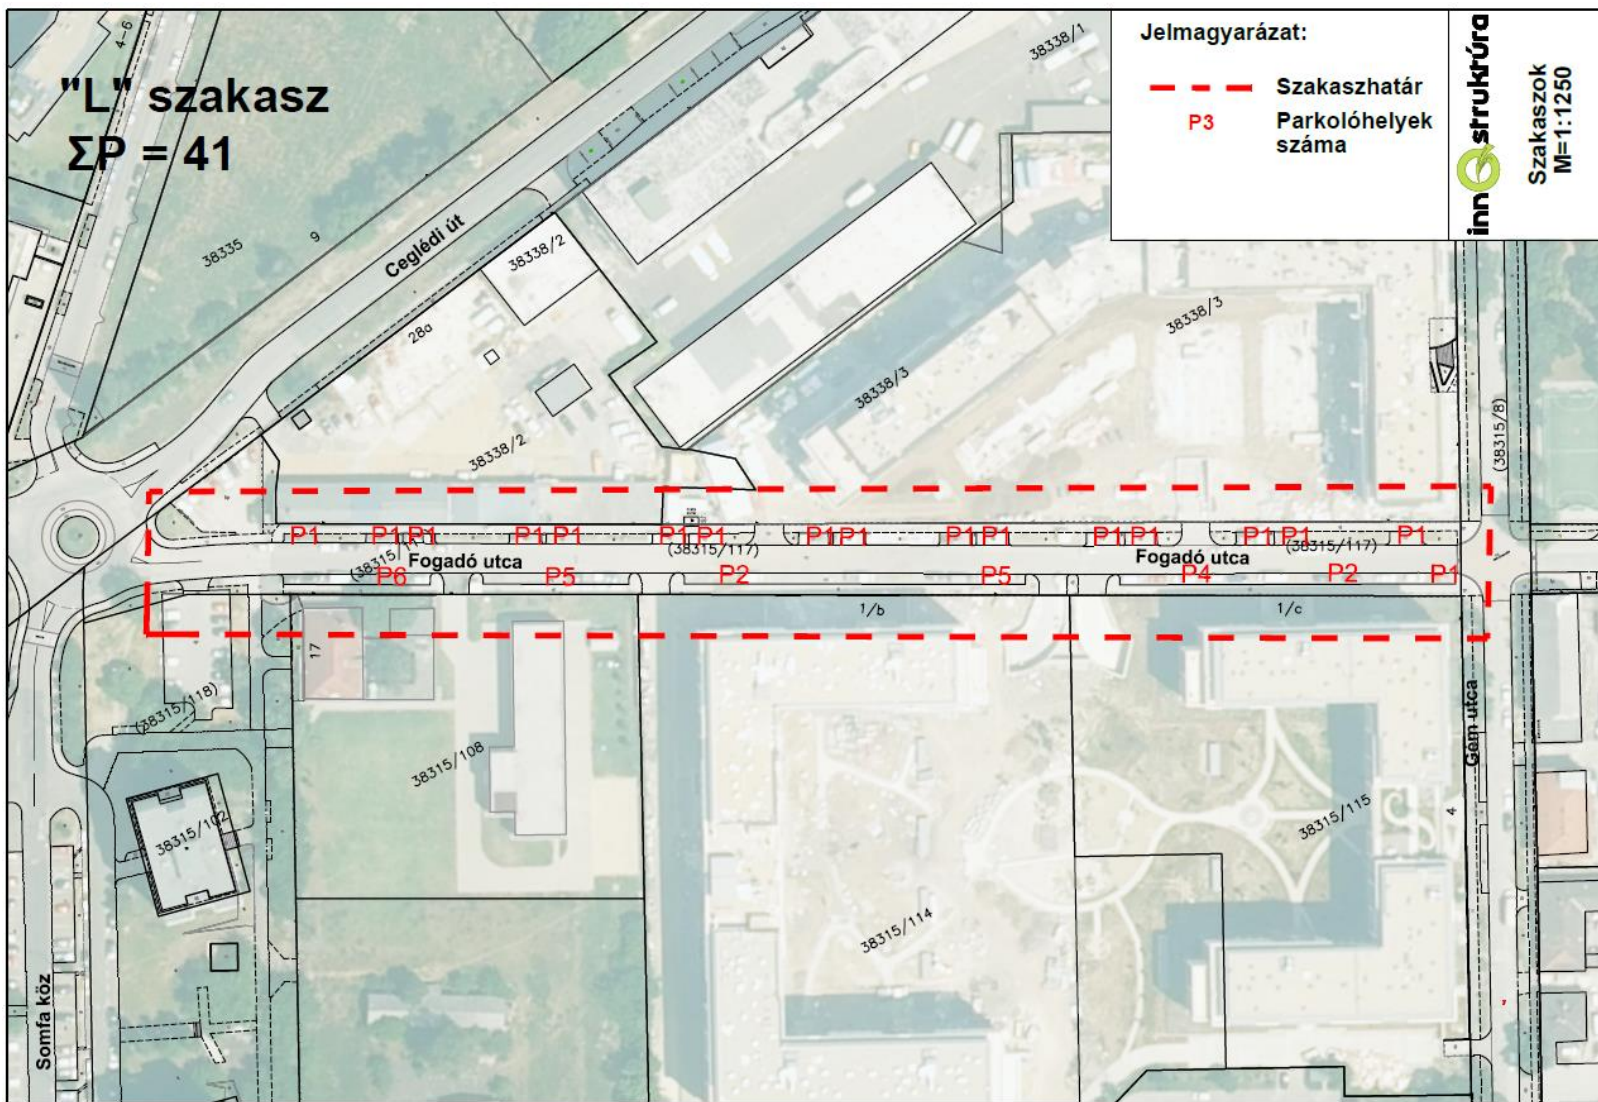 "L" szakasz
ΣP = 41
Jelmagyarázat:
Szakaszhatár
P3
Parkolóhelyek
száma
innOstruktúra
Szakaszok
M=1:1250
4-6
38338/1
38335
9
Ceglédi út
38338/2
28a
38338/3
38338/3
38338/2
(38315/8)
P1 P1 P1 P1 P1 P1 P1 P1 P1 P1 P1 P1 P1 P1 P1 P1
(38315/117)
(38315/117)
Fogadó utca
Fogadó utca
P6 P5 P2 P5 P4 P2 P1
1/b
1/c
17
(38315/118)
38315/108
38315/102
38315/115
38315/114
4
Gém utca
Somfa köz